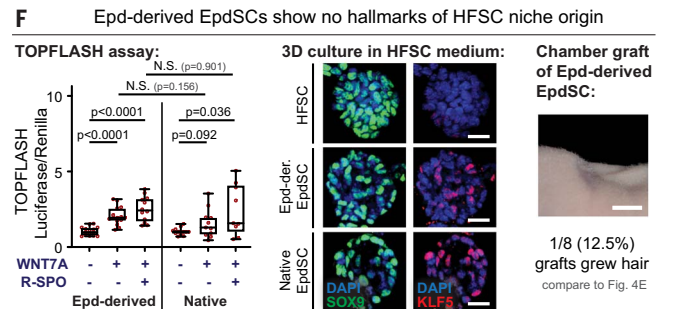 F
Epd-derived EpdSCs show no hallmarks of HFSC niche origin
TOPFLASH assay:
N.S. (p=0.901)
N.S. (p=0.156)
p<0.0001
p=0.036
p<0.0001
p=0.092
TOPFLASH
Luciferase/Renilla
10
5
0
WNT7A - + + - + +
R-SPO - - + - - +
Epd-derived Native
3D culture in HFSC medium:
HFSC
Epd-der.
EpdSC
Native
EpdSC
DAPI
SOX9
DAPI
KLF5
Chamber graft
of Epd-derived
EpdSC:
1/8 (12.5%)
grafts grew hair
compare to Fig. 4E